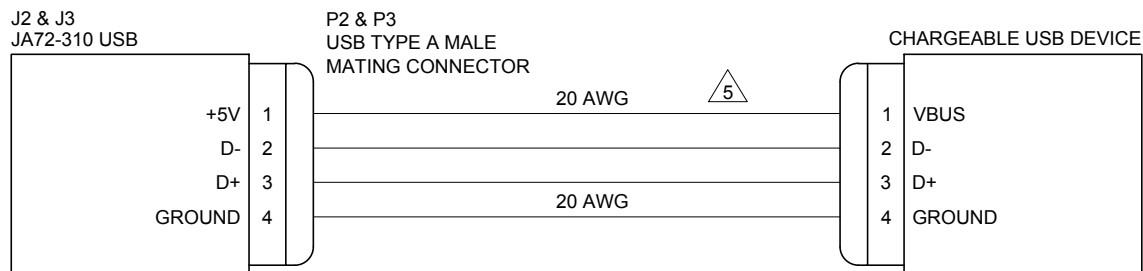 J2 & J3
JA72-310 USB
P2 & P3
USB TYPE A MALE
MATING CONNECTOR
CHARGEABLE USB DEVICE
20 AWG
5
+5V 1
1 VBUS
D- 2
2 D-
D+ 3
3 D+
20 AWG
GROUND 4
4 GROUND